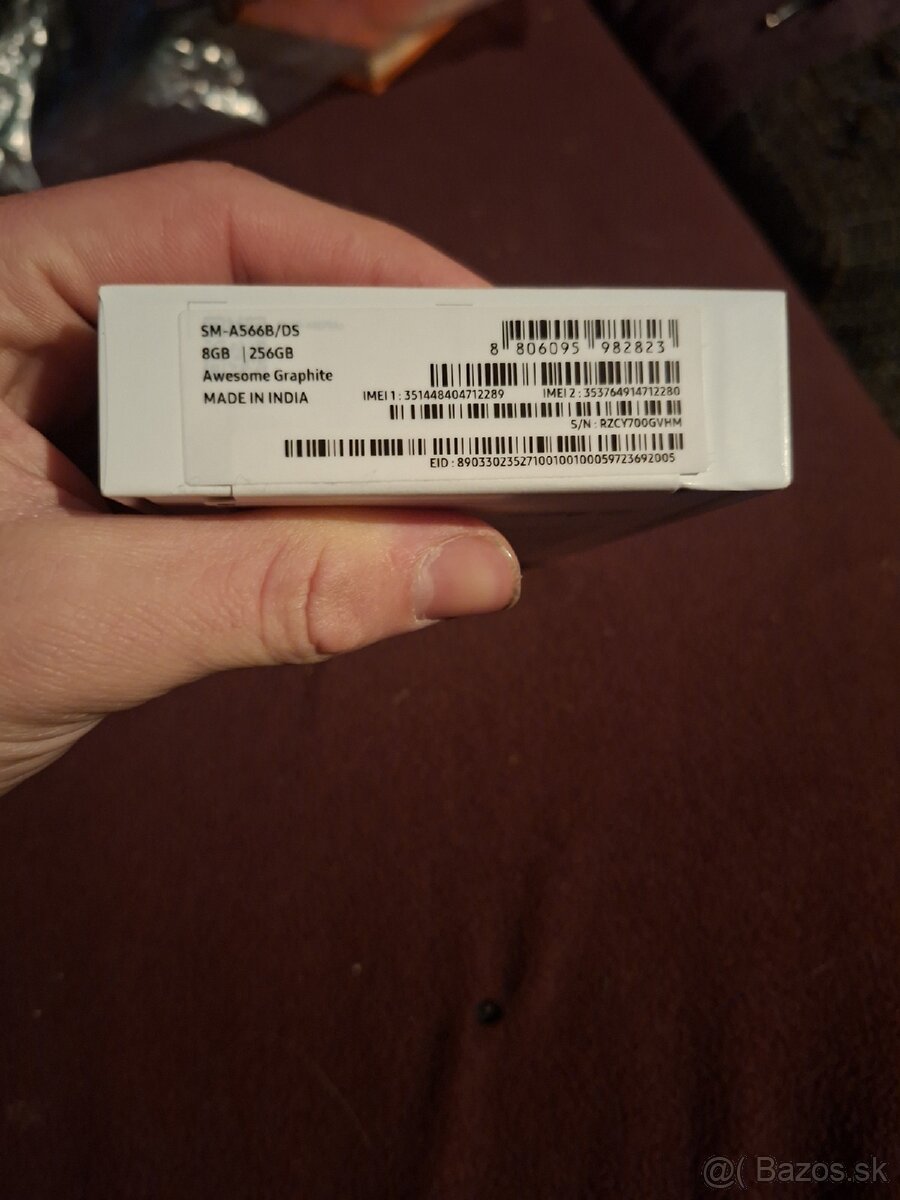 SM-A566B/DS
8GB | 256GB
Awesome Graphite
MADE IN INDIA
8 806095 982823
IMEI 1 : 351448404712289 IMEI 2 : 353764914712280
S/N : RZCY700GVHM
EID : 89033023527100100100059723692005
@( Bazos.sk